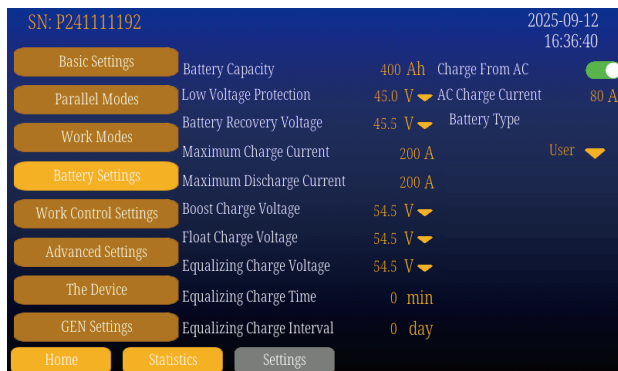 SN: P241111192
2025-09-12
16:36:40
Basic Settings
Parallel Modes
Work Modes
Battery Settings
Work Control Settings
Advanced Settings
The Device
GEN Settings
Battery Capacity 400 Ah
Low Voltage Protection 45.0 V
Battery Recovery Voltage 45.5 V
Maximum Charge Current 200 A
Maximum Discharge Current 200 A
Boost Charge Voltage 54.5 V
Float Charge Voltage 54.5 V
Equalizing Charge Voltage 54.5 V
Equalizing Charge Time 0 min
Equalizing Charge Interval 0 day
Charge From AC
AC Charge Current 80 A
Battery Type
User
Home Statistics Settings